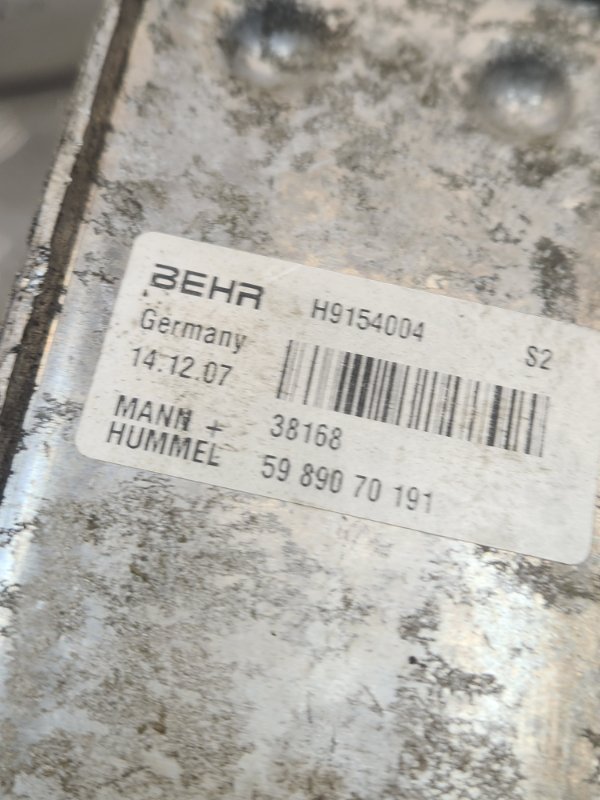 BEHR H9154004 S2
Germany
14.12.07
MANN + 38168
HUMMEL 59 890 70 191